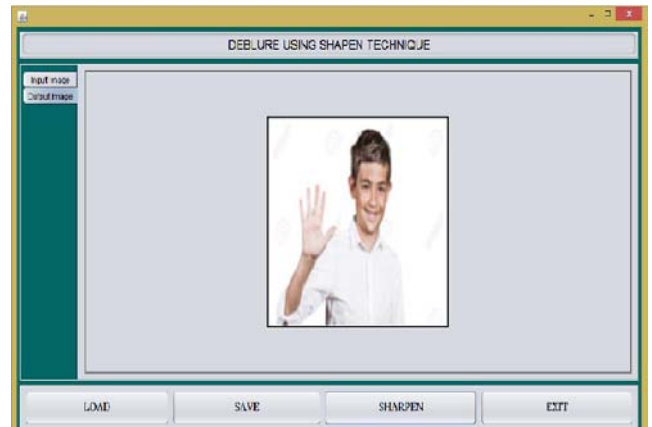 DEBLURE USING SHAPEN TECHNIQUE
Input Image
Output Image
LOAD SAVE SHARPEN EXIT